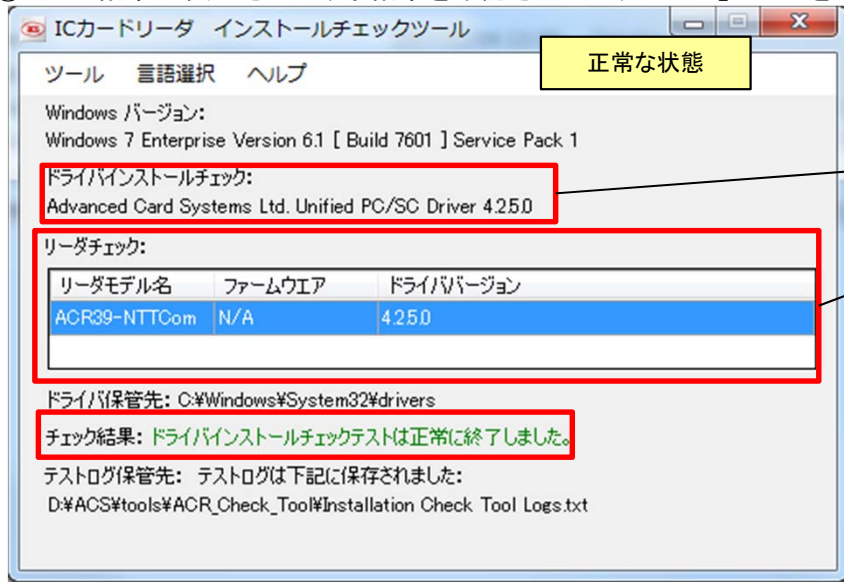 ICカードリーダ インストールチェックツール
正常な状態
ツール 言語選択 ヘルプ
Windows バージョン:
Windows 7 Enterprise Version 6.1 [ Build 7601 ] Service Pack 1
ドライバインストールチェック:
Advanced Card Systems Ltd. Unified PC/SC Driver 4.2.5.0
リーダチェック:
リーダモデル名 ファームウエア ドライババージョン
ACR39-NTTCom N/A 4.2.5.0
ドライバ保管先: C:¥Windows¥System32¥drivers
チェック結果: ドライバインストールチェックテストは正常に終了しました。
テストログ保管先: テストログは下記に保存されました:
D:¥ACS¥tools¥ACR_Check_Tool¥Installation Check Tool Logs.txt